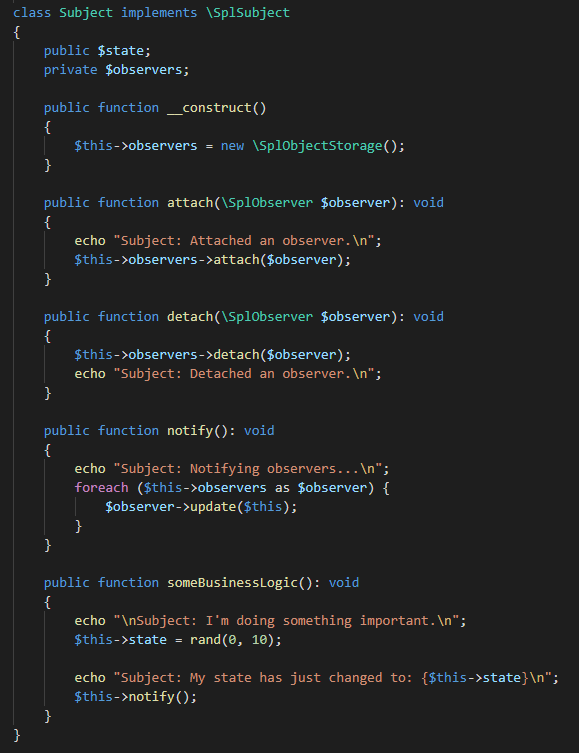 class Subject implements \SplSubject
{
    public $state;
    private $observers;

    public function __construct()
    {
        $this->observers = new \SplObjectStorage();
    }

    public function attach(\SplObserver $observer): void
    {
        echo "Subject: Attached an observer.\n";
        $this->observers->attach($observer);
    }

    public function detach(\SplObserver $observer): void
    {
        $this->observers->detach($observer);
        echo "Subject: Detached an observer.\n";
    }

    public function notify(): void
    {
        echo "Subject: Notifying observers...\n";
        foreach ($this->observers as $observer) {
            $observer->update($this);
        }
    }

    public function someBusinessLogic(): void
    {
        echo "\nSubject: I'm doing something important.\n";
        $this->state = rand(0, 10);

        echo "Subject: My state has just changed to: {$this->state}\n";
        $this->notify();
    }
}